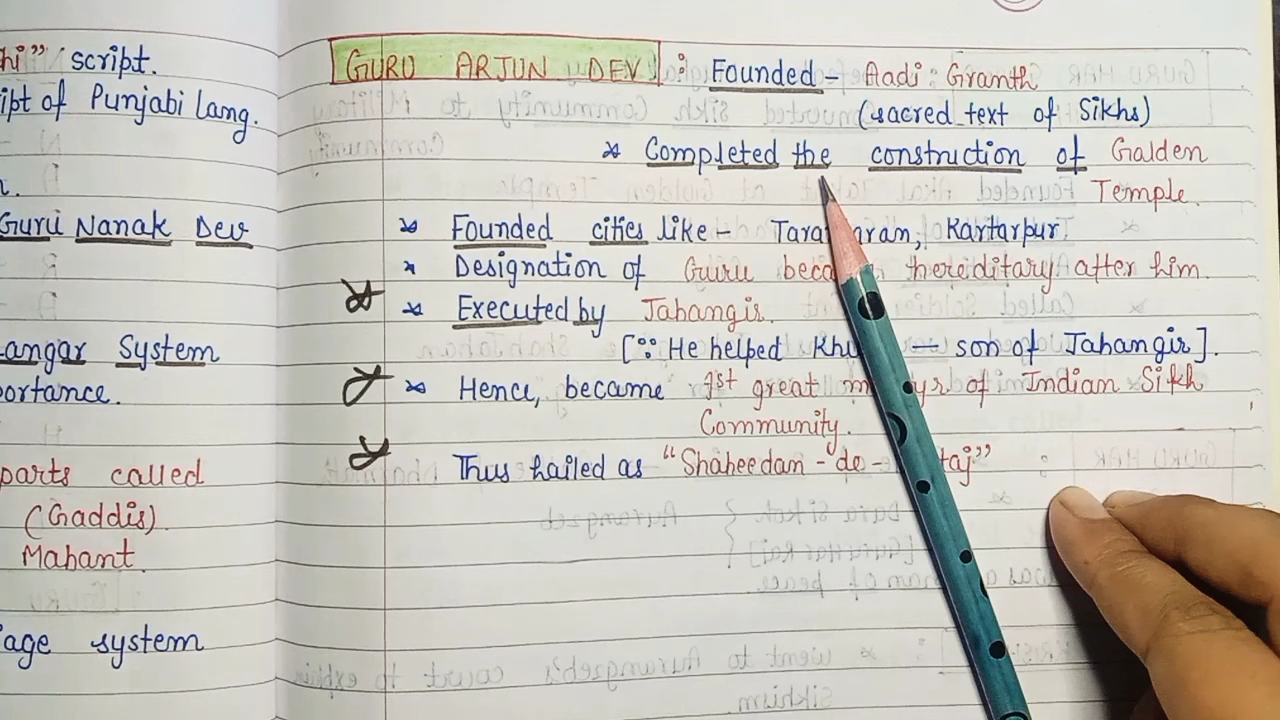 hi" script.
ipt of Punjabi Lang.
r.
Guru Nanak Dev
angar System
ortance.
parts called
(Gaddis).
Mahant.
age system
GURU ARJUN DEV : Founded - Aadi : Granth
(sacred text of Sikhs)
* Completed the construction of Golden
Temple.
* Founded cities like - Kartarpur
* Designation of Guru hereditary after him.
* Executed by Jahangir.
[∵ He helped — son of Jahangir].
* Hence, became 1st great of Indian Sikh
Community.
Thus hailed as "Shaheedan - de -